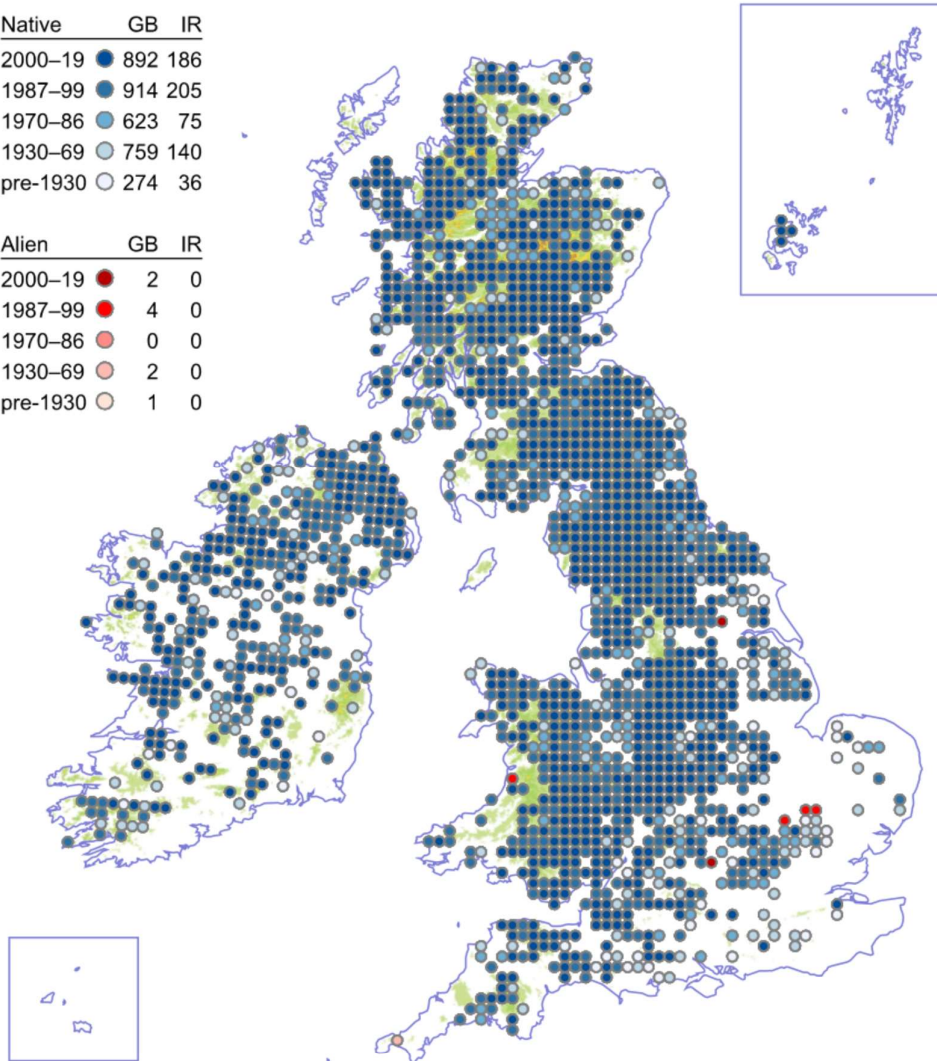 Native GB IR
2000–19 892 186
1987–99 914 205
1970–86 623 75
1930–69 759 140
pre-1930 274 36
Alien GB IR
2000–19 2 0
1987–99 4 0
1970–86 0 0
1930–69 2 0
pre-1930 1 0